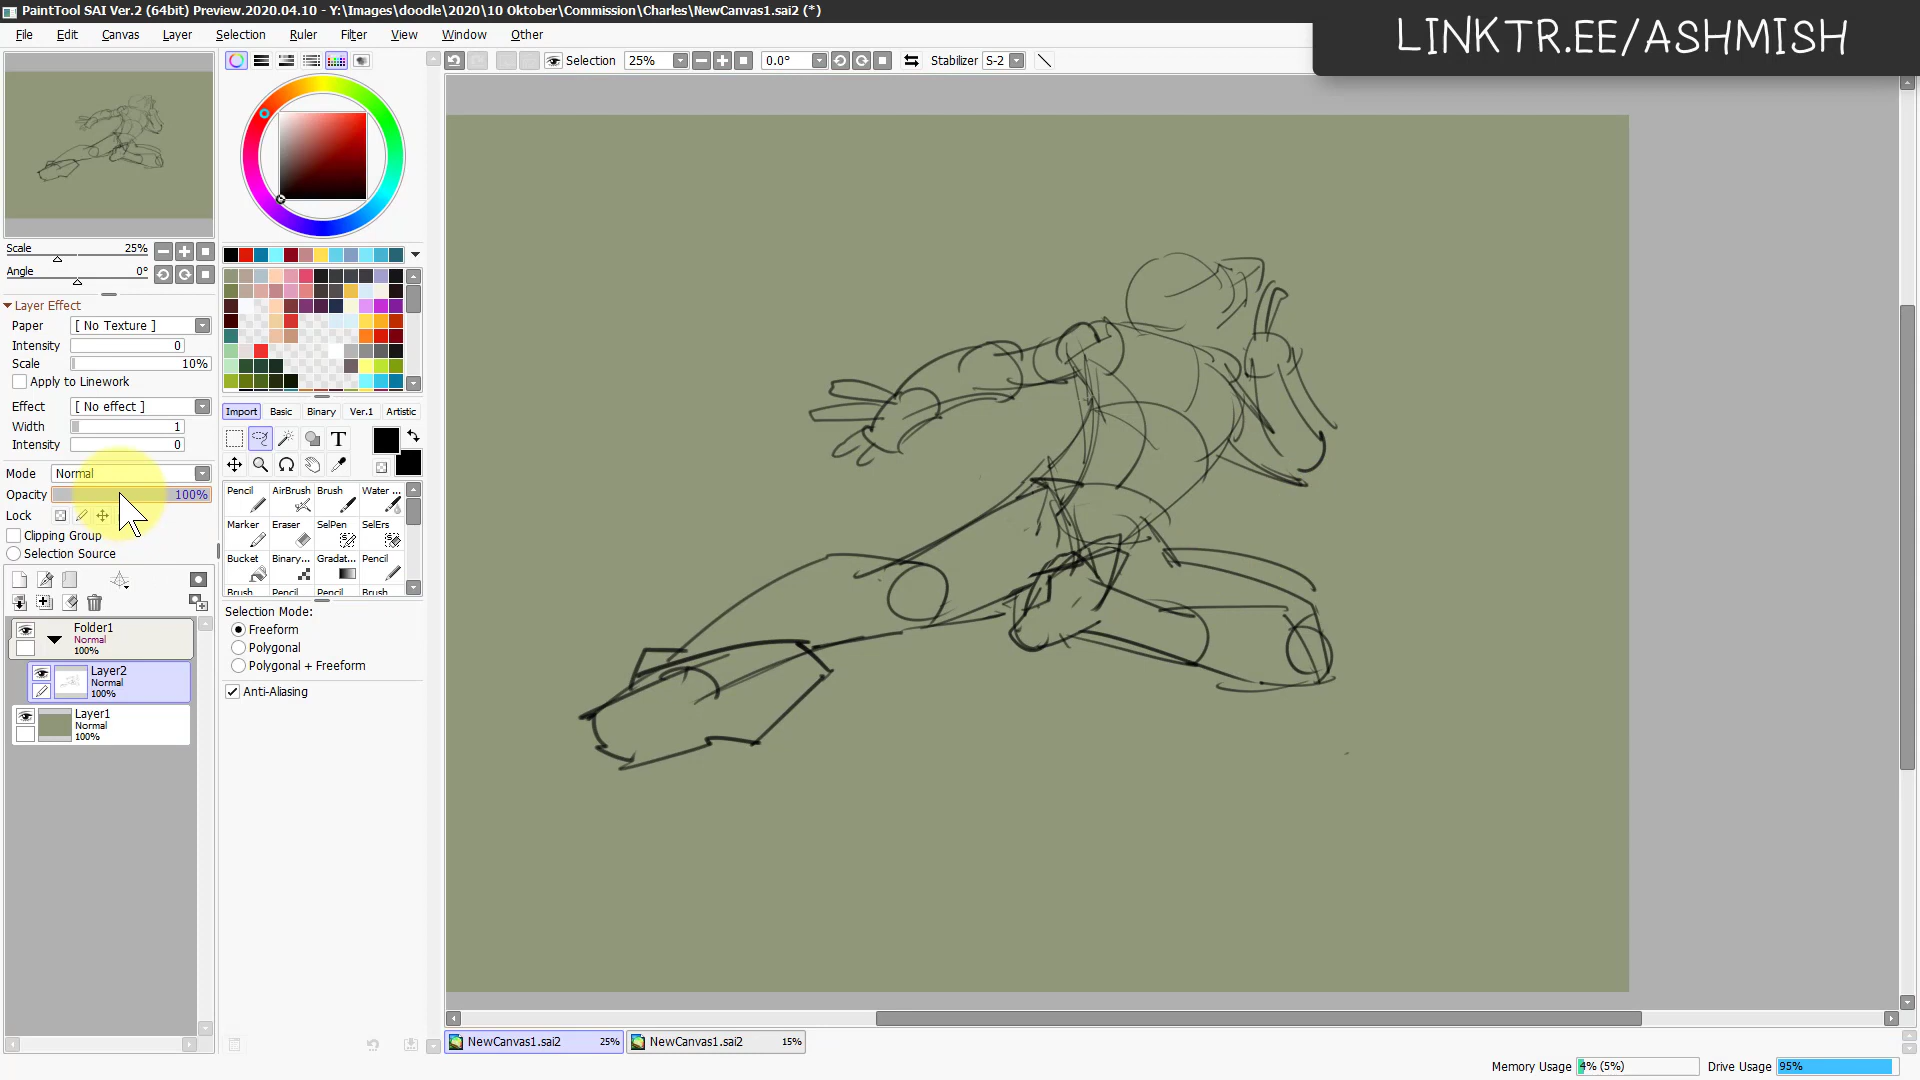 PaintTool SAI Ver.2 (64bit) Preview.2020.04.10 - Y:\Images\doodle\2020\10 Oktober\Commission\Charles\NewCanvas1.sai2 (*)
LINKTR.EE/ASHMISH
File Edit Canvas Layer Selection Ruler Filter View Window Other
Selection 25% 0.0° Stabilizer S-2
Scale 25%
Angle 0°
Layer Effect
Paper [ No Texture ]
Intensity 0
Scale 10%
Apply to Linework
Effect [ No effect ]
Width 1
Intensity 0
Mode Normal
Opacity 100%
Lock
Clipping Group
Selection Source
Folder1
Normal
100%
Layer2
Normal
100%
Layer1
Normal
100%
Import Basic Binary Ver.1 Artistic
T
Pencil AirBrush Brush Water ...
Marker Eraser SelPen SelErs
Bucket Binary... Gradat... Pencil
Brush Pencil Pencil Brush
Selection Mode:
Freeform
Polygonal
Polygonal + Freeform
Anti-Aliasing
NewCanvas1.sai2 25% NewCanvas1.sai2 15%
Memory Usage 4% (5%) Drive Usage 95%